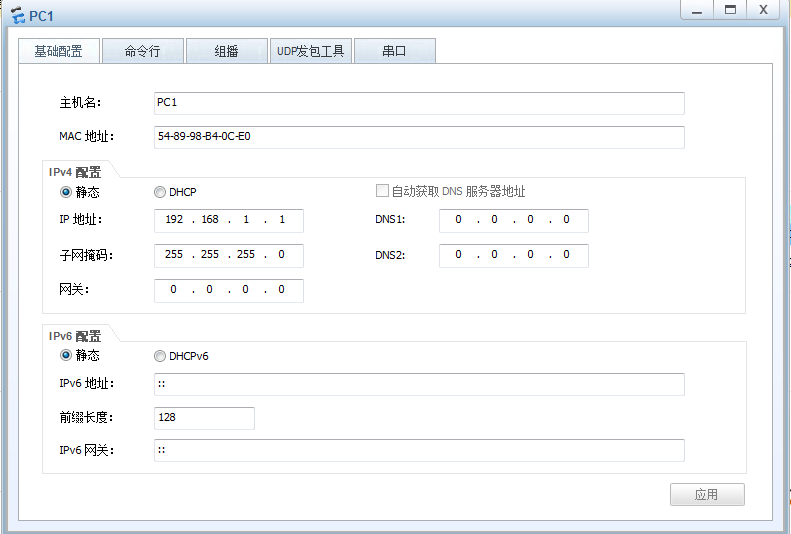 PC1
X
基础配置 命令行 组播 UDP发包工具 串口
主机名: PC1
MAC 地址: 54-89-98-B4-0C-E0
IPv4 配置
静态 DHCP 自动获取 DNS 服务器地址
IP 地址: 192 . 168 . 1 . 1 DNS1: 0 . 0 . 0 . 0
子网掩码: 255 . 255 . 255 . 0 DNS2: 0 . 0 . 0 . 0
网关: 0 . 0 . 0 . 0
IPv6 配置
静态 DHCPv6
IPv6 地址: ::
前缀长度: 128
IPv6 网关: ::
应用